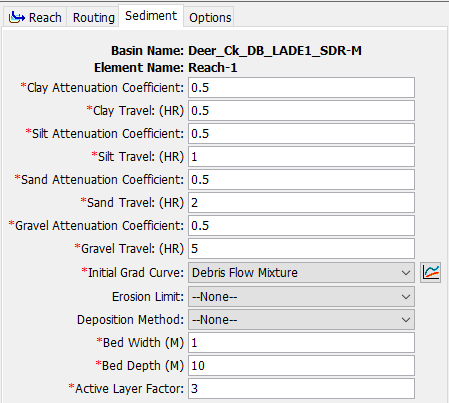 Reach Routing Sediment Options
Basin Name: Deer_Ck_DB_LADE1_SDR-M
Element Name: Reach-1
*Clay Attenuation Coefficient: 0.5
*Clay Travel: (HR) 0.5
*Silt Attenuation Coefficient: 0.5
*Silt Travel: (HR) 1
*Sand Attenuation Coefficient: 0.5
*Sand Travel: (HR) 2
*Gravel Attenuation Coefficient: 0.5
*Gravel Travel: (HR) 5
*Initial Grad Curve: Debris Flow Mixture
Erosion Limit: --None--
Deposition Method: --None--
*Bed Width (M) 1
*Bed Depth (M) 10
*Active Layer Factor: 3